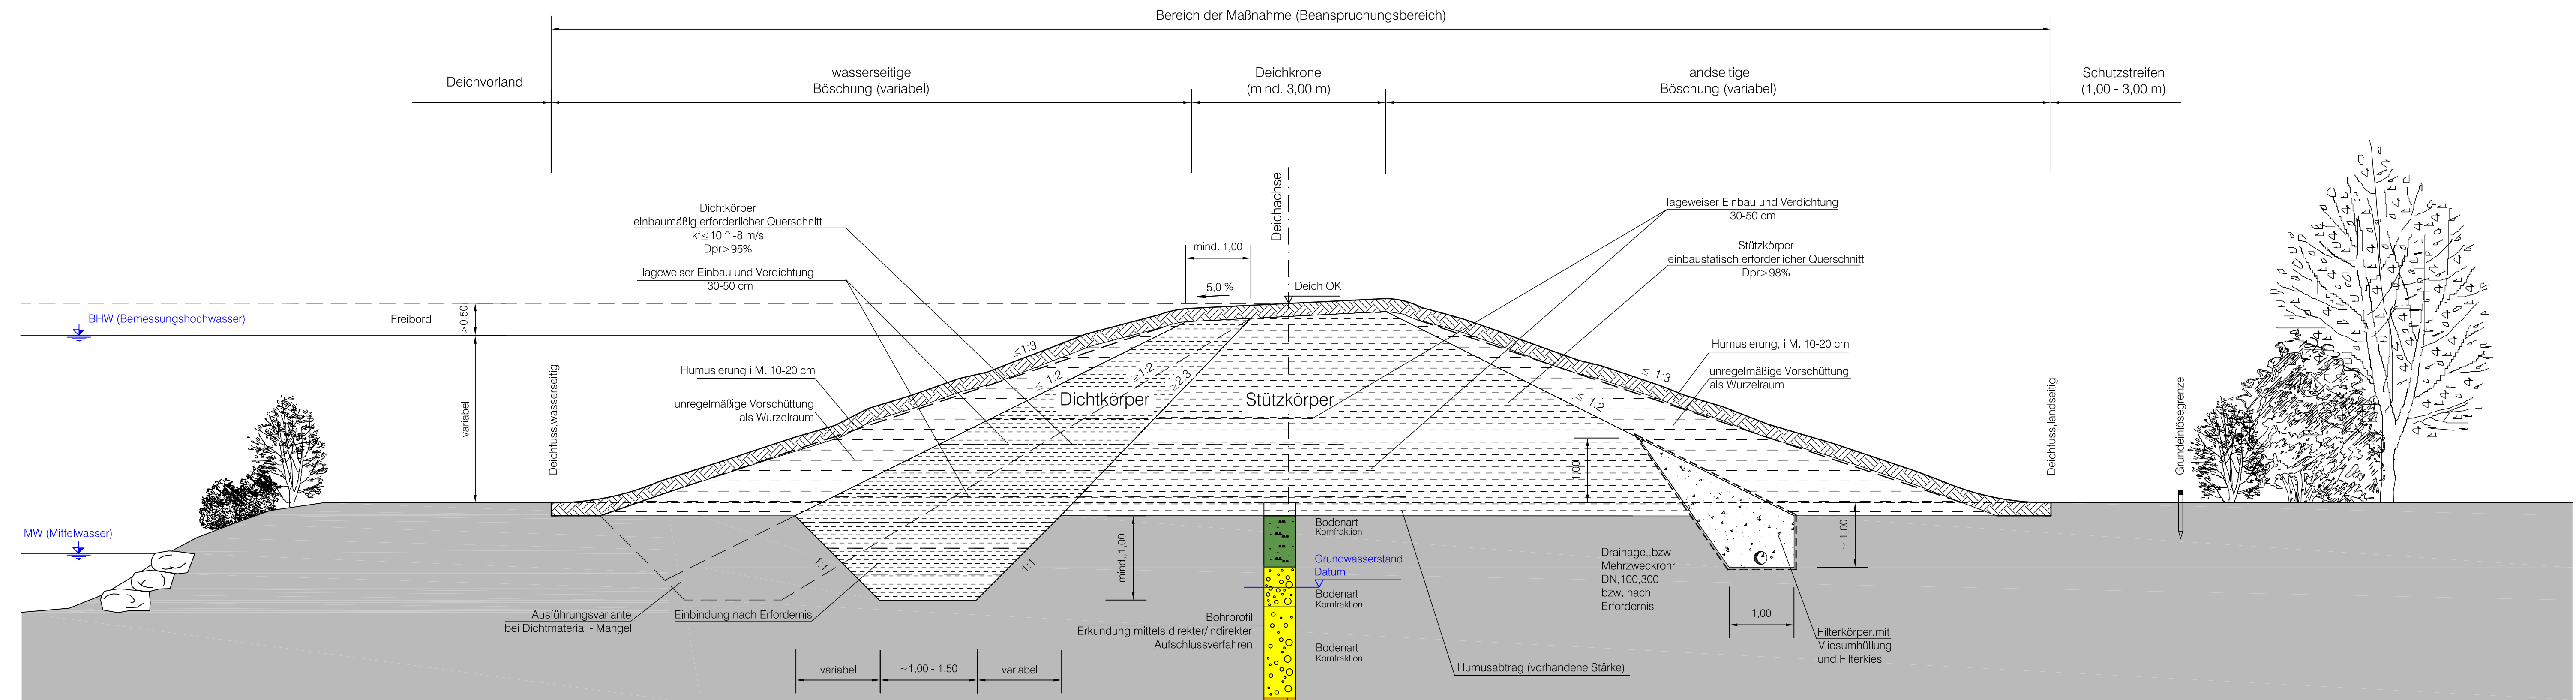 Bereich der Maßnahme (Beanspruchungsbereich)
Deichvorland
wasserseitige
Böschung (variabel)
Deichkrone
(mind. 3,00 m)
landseitige
Böschung (variabel)
Schutzstreifen
(1,00 - 3,00 m)
Dichtkörper
einbaumäßig erforderlicher Querschnitt
kf≤10^-8 m/s
Dpr≥95%
lageweiser Einbau und Verdichtung
30-50 cm
mind. 1,00
5,0 %
Deichachse
Deich OK
lageweiser Einbau und Verdichtung
30-50 cm
Stützkörper
einbaustatisch erforderlicher Querschnitt
Dpr>98%
BHW (Bemessungshochwasser)
Freibord
≥0,50
variabel
Deichfuss,wasserseitig
Humusierung i.M. 10-20 cm
unregelmäßige Vorschüttung
als Wurzelraum
≤1:3
≤ 1:2
≥1:2
≥2:3
Dichtkörper
Stützkörper
≤ 1:3
≤ 1:2
Humusierung, i.M. 10-20 cm
unregelmäßige Vorschüttung
als Wurzelraum
Deichfuss,landseitig
Grundeinlösegrenze
MW (Mittelwasser)
1:1
1:1
mind.,1,00
Bodenart
Kornfraktion
Grundwasserstand
Datum
Bodenart
Kornfraktion
Bodenart
Kornfraktion
1,00
~ 1,00
Drainage,,bzw
Mehrzweckrohr
DN,100,300
bzw. nach
Erfordernis
1,00
Filterkörper,mit
Vliesumhüllung
und,Filterkies
Ausführungsvariante
bei Dichtmaterial - Mangel
Einbindung nach Erfordernis
Bohrprofil
Erkundung mittels direkter/indirekter
Aufschlussverfahren
Humusabtrag (vorhandene Stärke)
variabel
~1,00 - 1,50
variabel